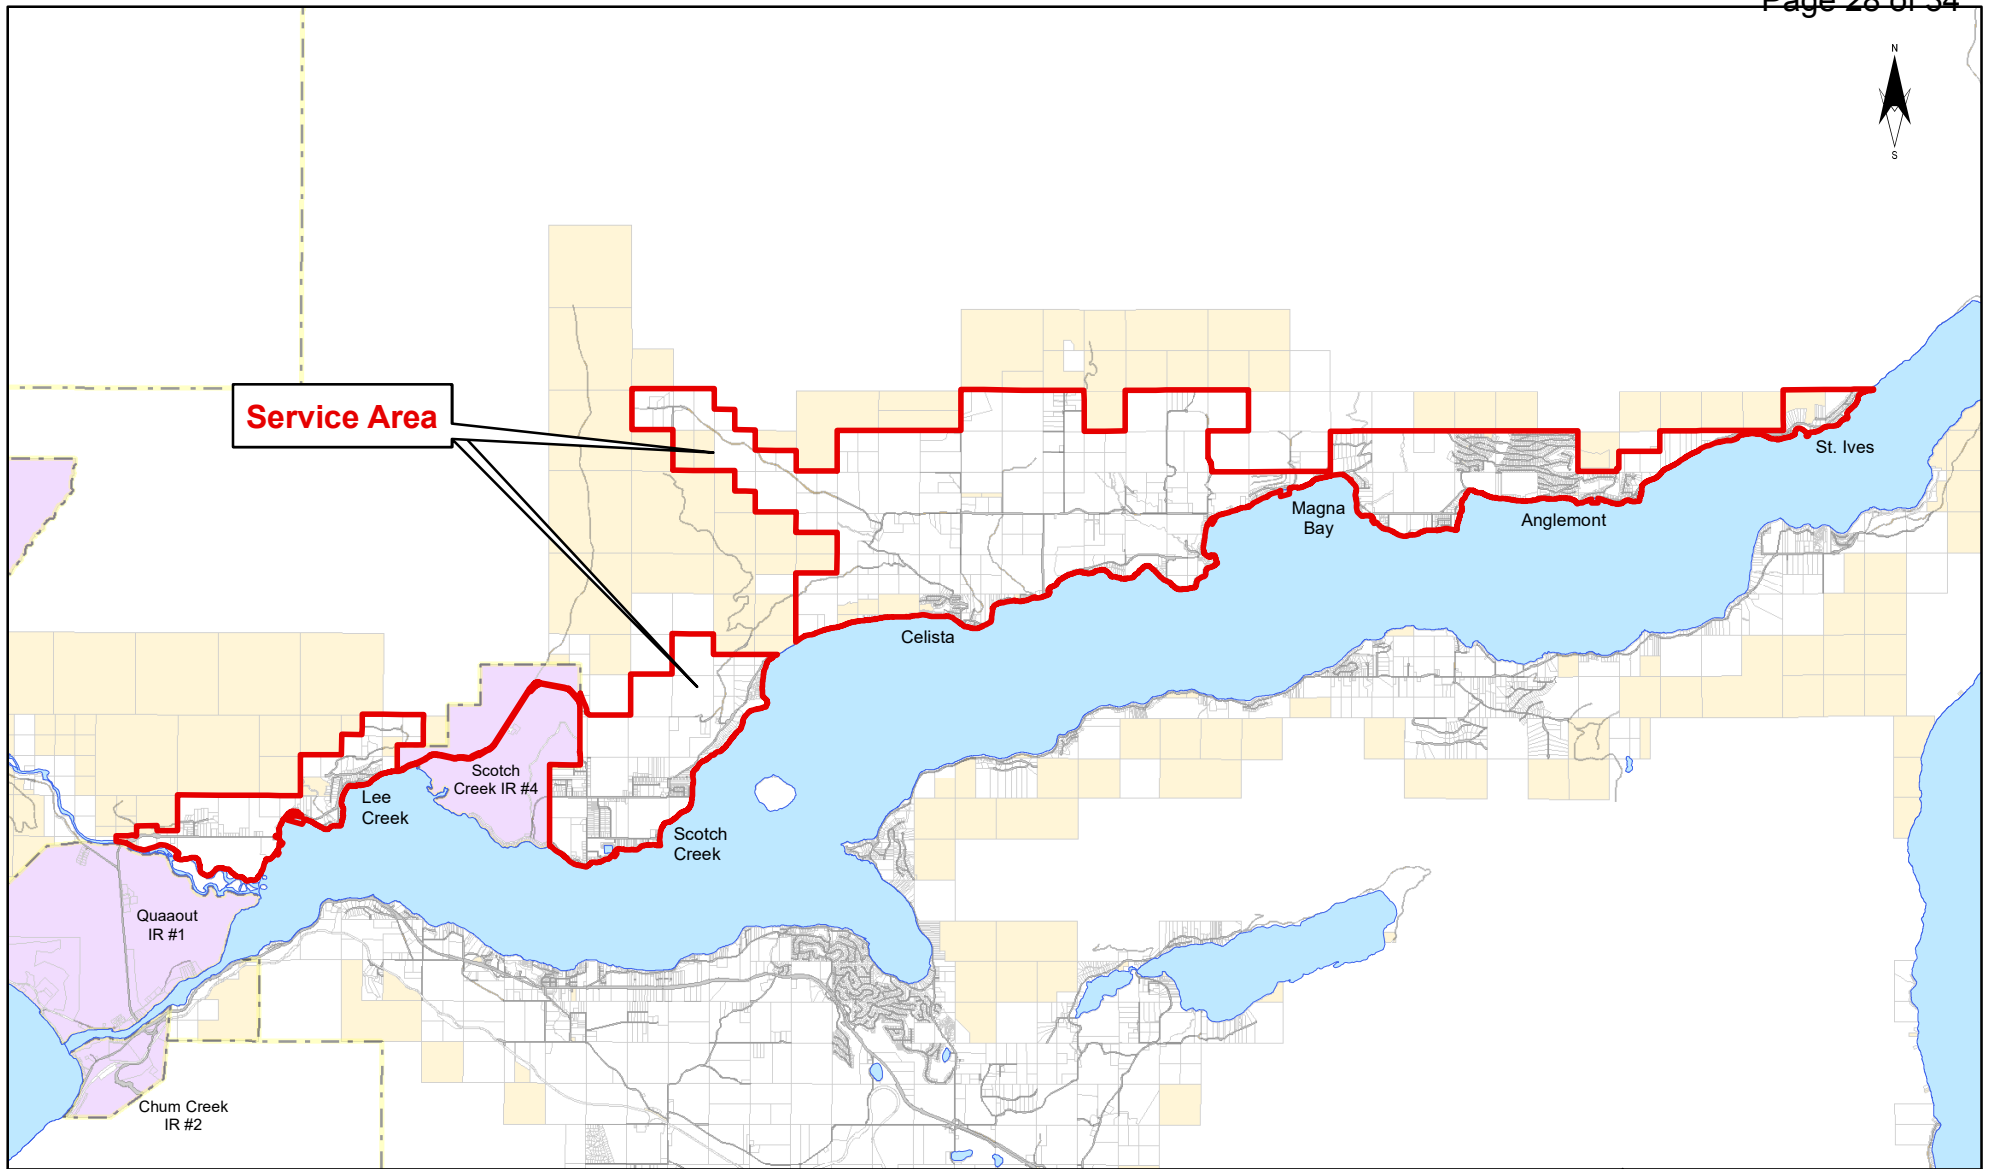 Page 28 of 34
N
S
Service Area
St. Ives
Magna
Bay
Anglemont
Celista
Scotch
Creek IR #4
Lee
Creek
Scotch
Creek
Quaaout
IR #1
Chum Creek
IR #2